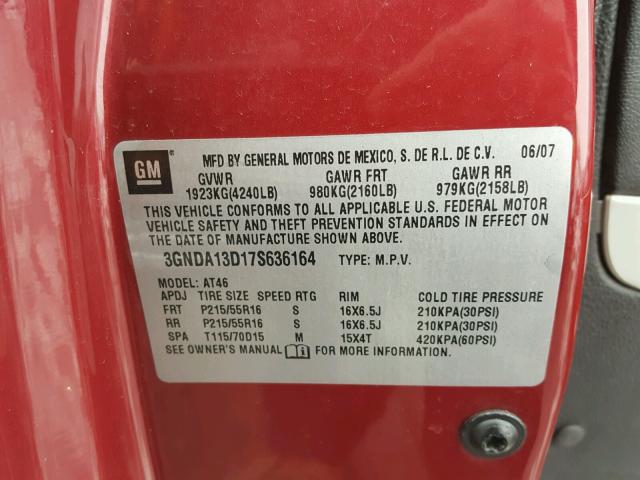 GM
MFD BY GENERAL MOTORS DE MEXICO, S. DE R.L. DE C.V. 06/07
GVWR GAWR FRT GAWR RR
1923KG(4240LB) 980KG(2160LB) 979KG(2158LB)
THIS VEHICLE CONFORMS TO ALL APPLICABLE U.S. FEDERAL MOTOR
VEHICLE SAFETY AND THEFT PREVENTION STANDARDS IN EFFECT ON
THE DATE OF MANUFACTURE SHOWN ABOVE.
3GNDA13D17S636164 TYPE: M.P.V.
MODEL: AT46
APDJ TIRE SIZE SPEED RTG RIM COLD TIRE PRESSURE
FRT P215/55R16 S 16X6.5J 210KPA(30PSI)
RR P215/55R16 S 16X6.5J 210KPA(30PSI)
SPA T115/70D15 M 15X4T 420KPA(60PSI)
SEE OWNER'S MANUAL FOR MORE INFORMATION.